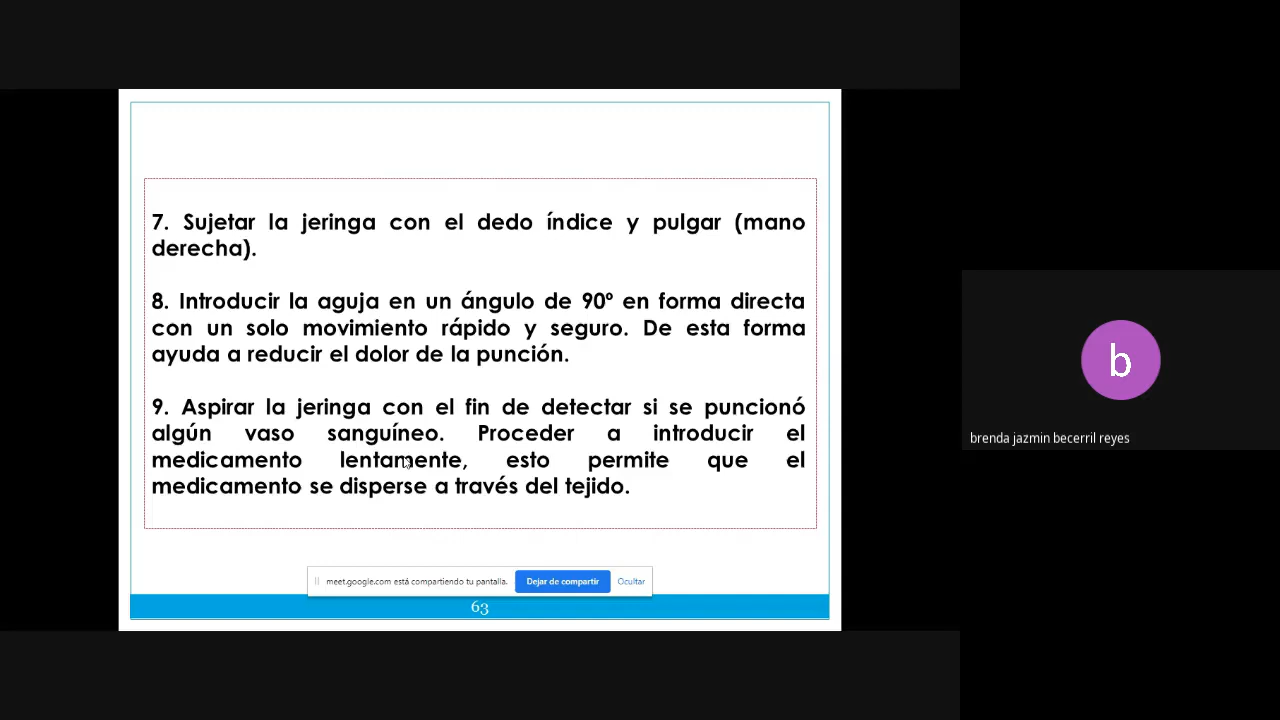 7. Sujetar la jeringa con el dedo índice y pulgar (mano
derecha).
8. Introducir la aguja en un ángulo de 90º en forma directa
con un solo movimiento rápido y seguro. De esta forma
ayuda a reducir el dolor de la punción.
9. Aspirar la jeringa con el fin de detectar si se puncionó
algún vaso sanguíneo. Proceder a introducir el
medicamento lentamente, esto permite que el
medicamento se disperse a través del tejido.
meet.google.com está compartiendo tu pantalla. Dejar de compartir Ocultar
63
b
brenda jazmin becerril reyes